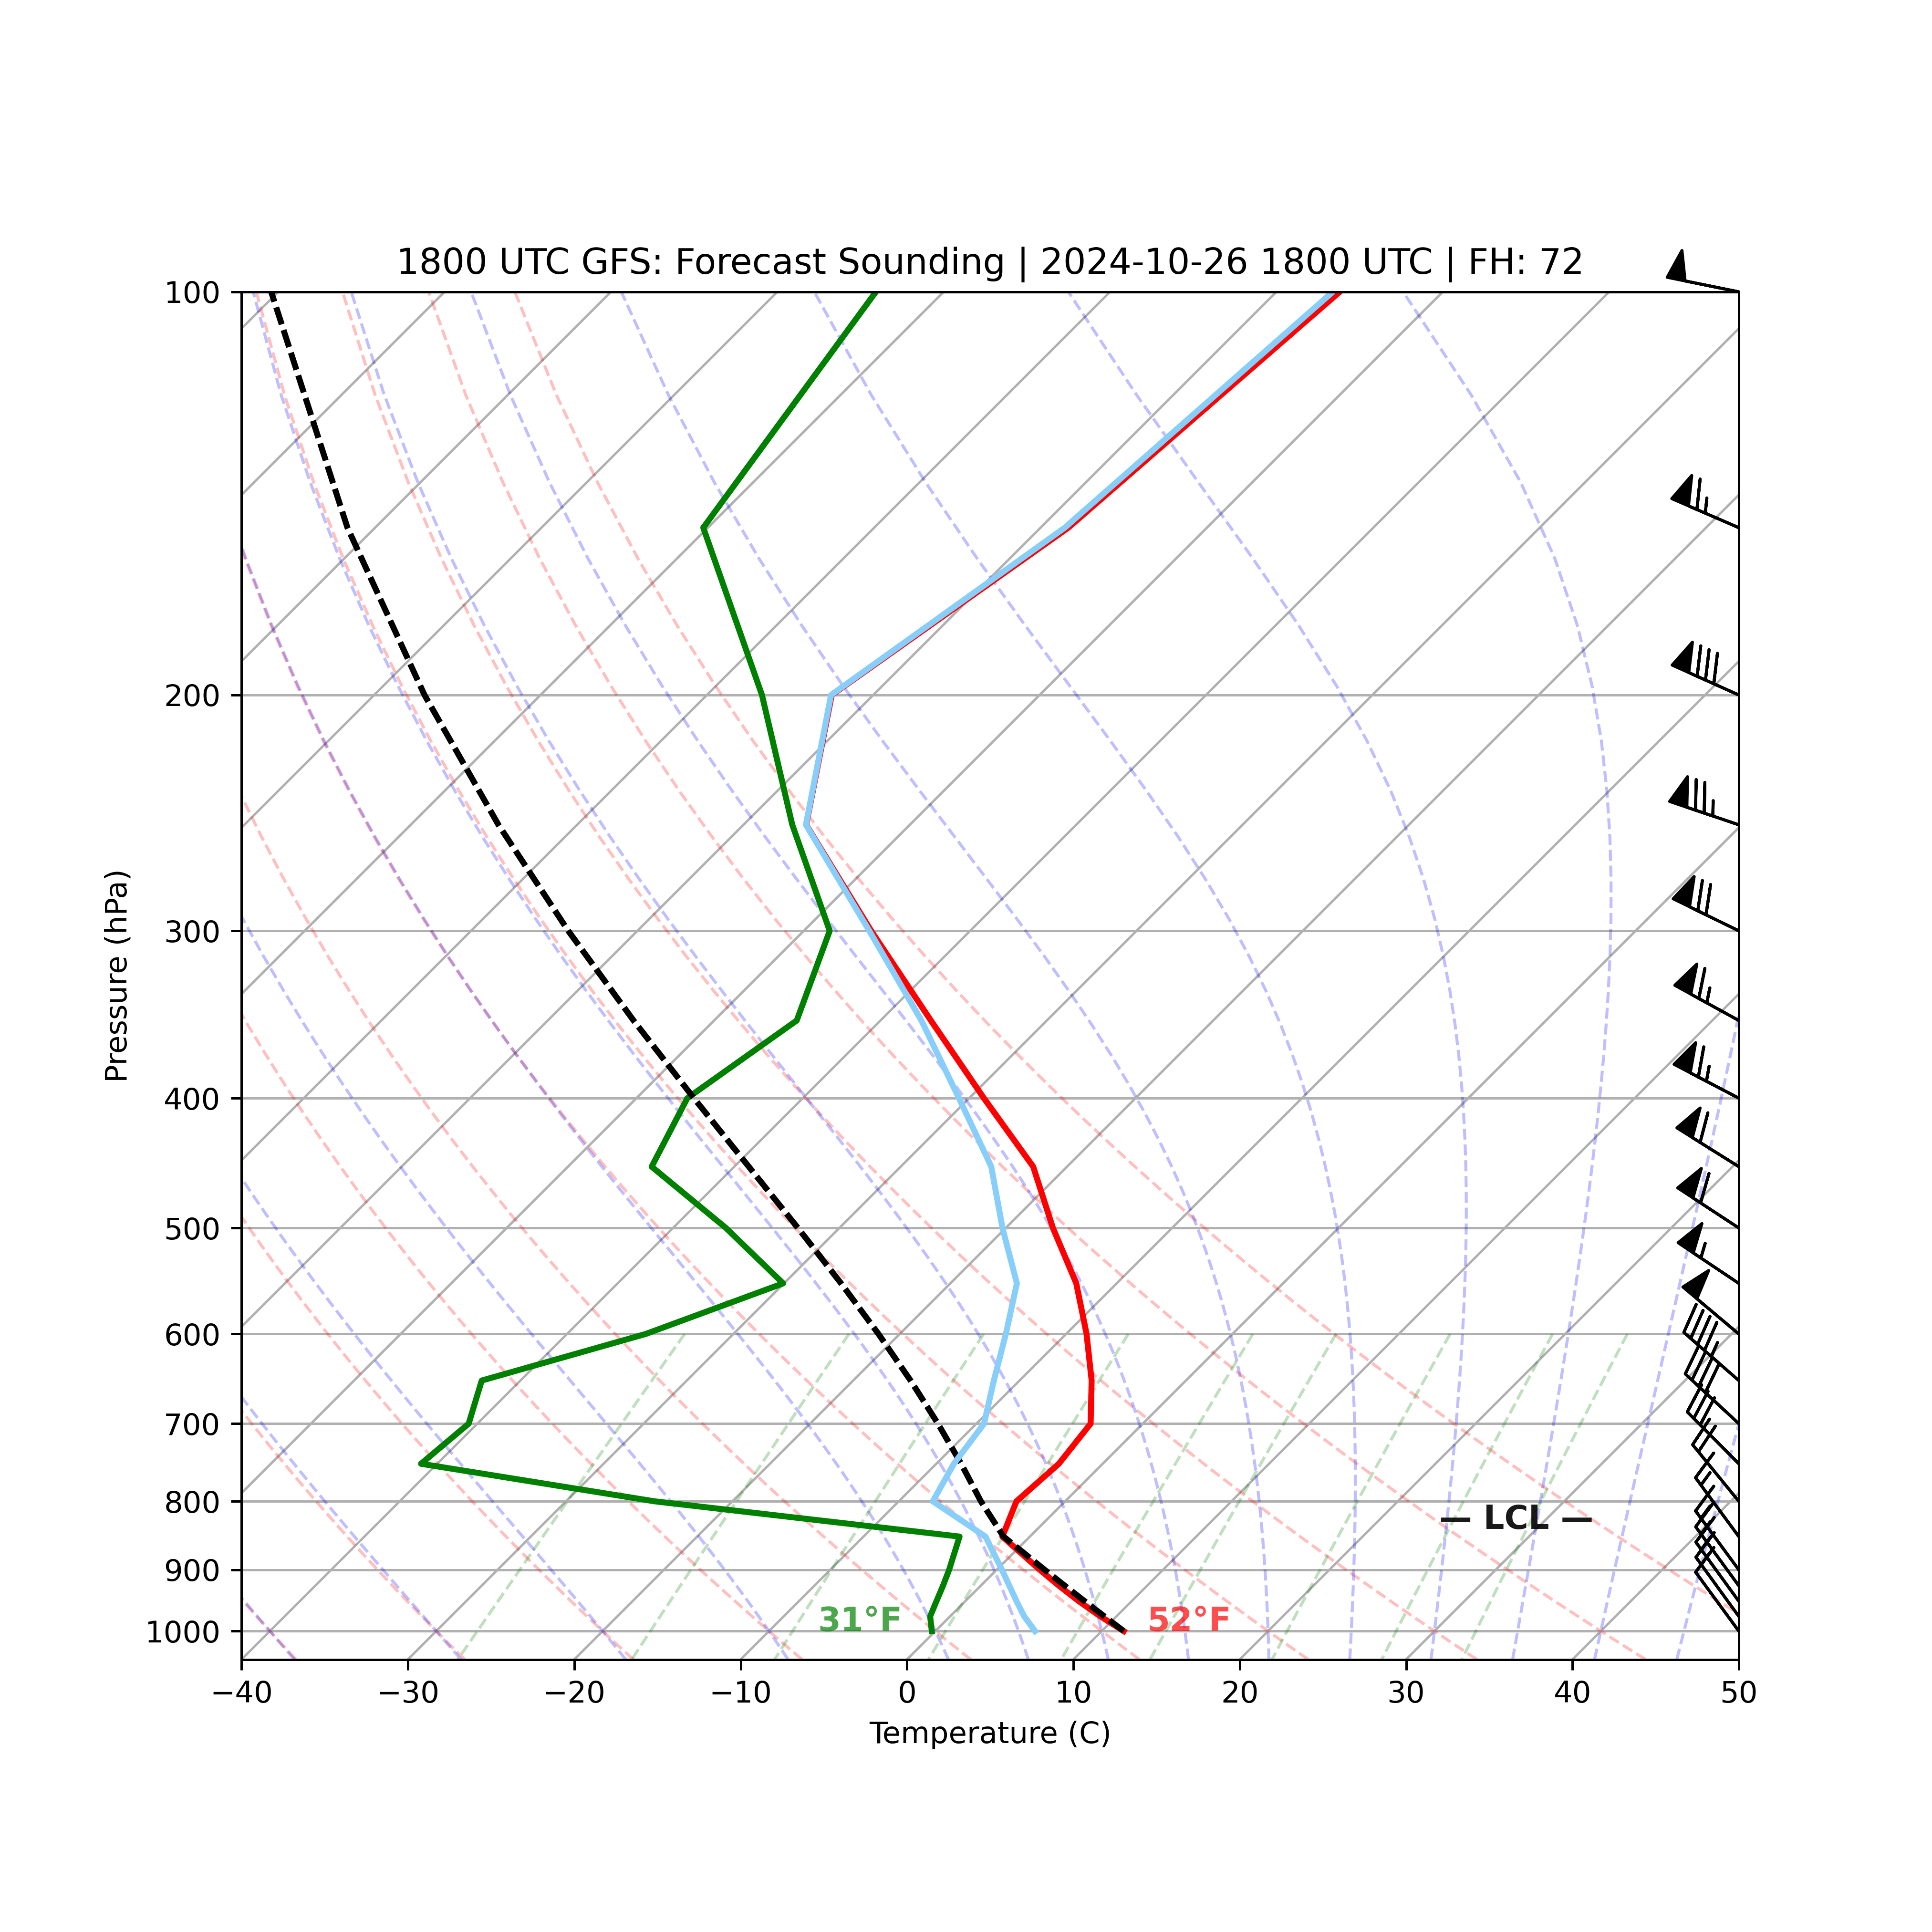 1800 UTC GFS: Forecast Sounding | 2024-10-26 1800 UTC | FH: 72
100
200
300
400
500
600
700
800
900
1000
Pressure (hPa)
— LCL —
31°F
52°F
−40 −30 −20 −10 0 10 20 30 40 50
Temperature (C)